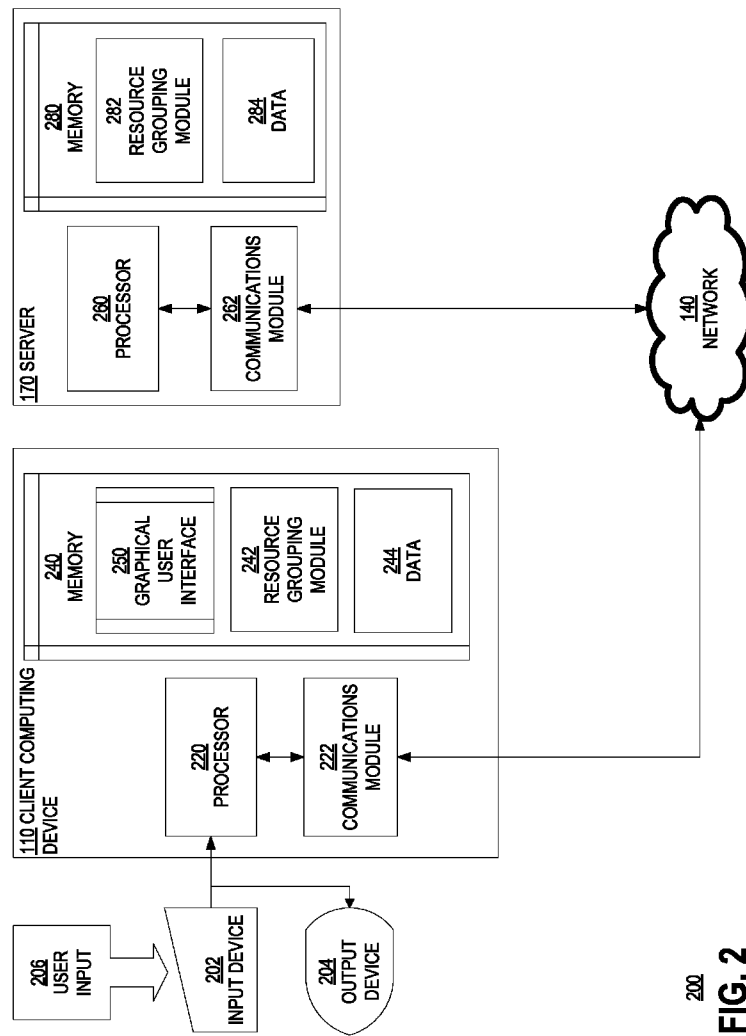 206
USER
INPUT
202
INPUT DEVICE
204
OUTPUT
DEVICE
110 CLIENT COMPUTING
DEVICE
220
PROCESSOR
222
COMMUNICATIONS
MODULE
240
MEMORY
250
GRAPHICAL
USER
INTERFACE
242
RESOURCE
GROUPING
MODULE
244
DATA
170 SERVER
260
PROCESSOR
262
COMMUNICATIONS
MODULE
280
MEMORY
282
RESOURCE
GROUPING
MODULE
284
DATA
140
NETWORK
200
FIG. 2